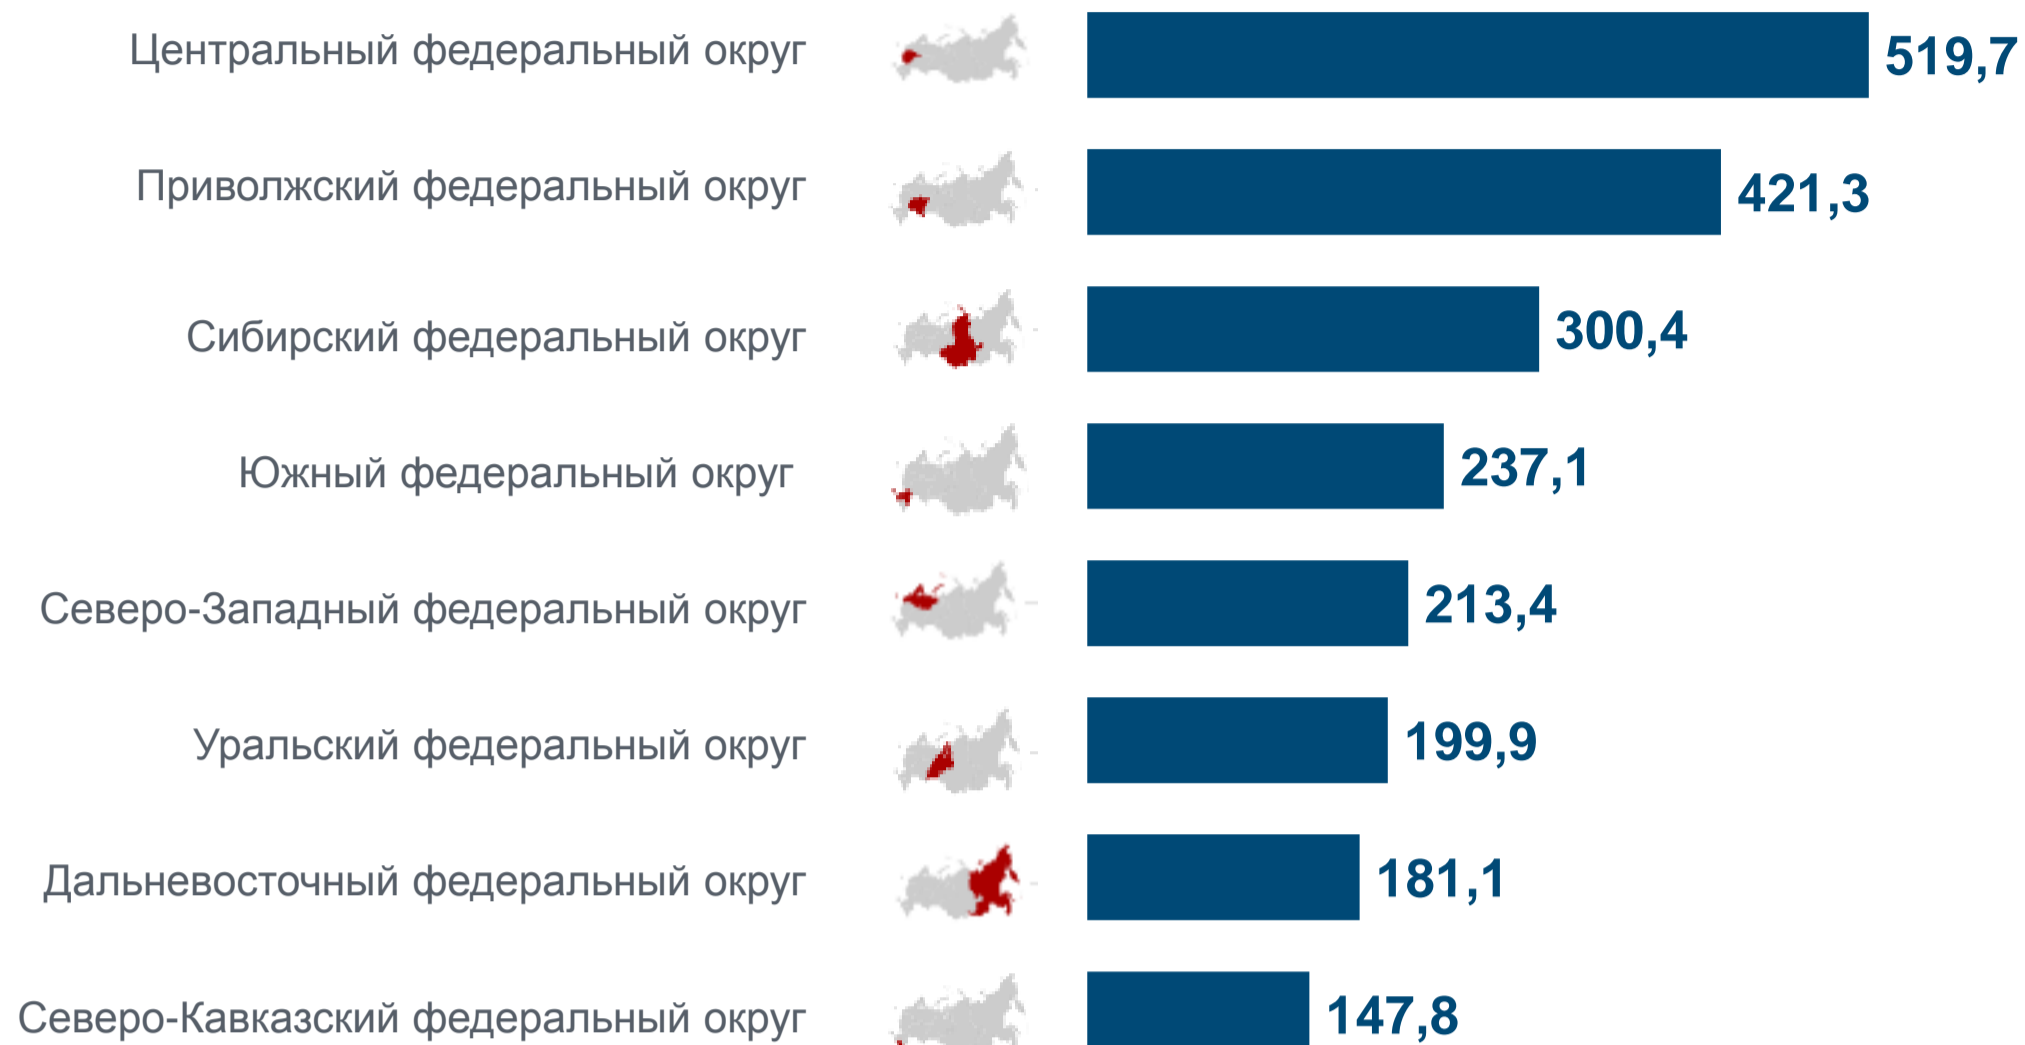 Центральный федеральный округ 519,7
Приволжский федеральный округ 421,3
Сибирский федеральный округ 300,4
Южный федеральный округ 237,1
Северо-Западный федеральный округ 213,4
Уральский федеральный округ 199,9
Дальневосточный федеральный округ 181,1
Северо-Кавказский федеральный округ 147,8